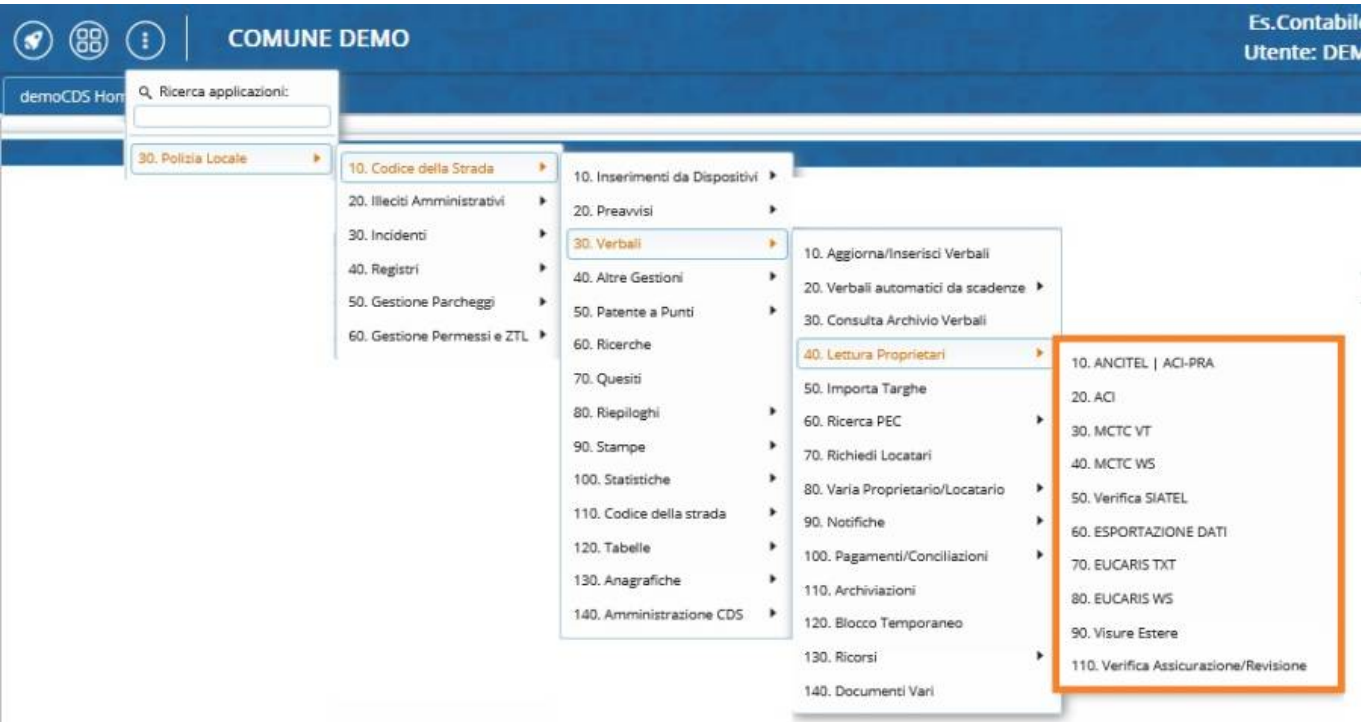 COMUNE DEMO
Es.Contabile
Utente: DEM
demoCDS Hom
Ricerca applicazioni:
30. Polizia Locale
10. Codice della Strada
20. Illeciti Amministrativi
30. Incidenti
40. Registri
50. Gestione Parcheggi
60. Gestione Permessi e ZTL
10. Inserimenti da Dispositivi
20. Preavvisi
30. Verbali
40. Altre Gestioni
50. Patente a Punti
60. Ricerche
70. Quesiti
80. Riepiloghi
90. Stampe
100. Statistiche
110. Codice della strada
120. Tabelle
130. Anagrafiche
140. Amministrazione CDS
10. Aggiorna/Inserisci Verbali
20. Verbali automatici da scadenze
30. Consulta Archivio Verbali
40. Lettura Proprietari
50. Importa Targhe
60. Ricerca PEC
70. Richiedi Locatari
80. Varia Proprietario/Locatario
90. Notifiche
100. Pagamenti/Conciliazioni
110. Archiviazioni
120. Blocco Temporaneo
130. Ricorsi
140. Documenti Vari
10. ANCITEL | ACI-PRA
20. ACI
30. MCTC VT
40. MCTC WS
50. Verifica SIATEL
60. ESPORTAZIONE DATI
70. EUCARIS TXT
80. EUCARIS WS
90. Visure Estere
110. Verifica Assicurazione/Revisione